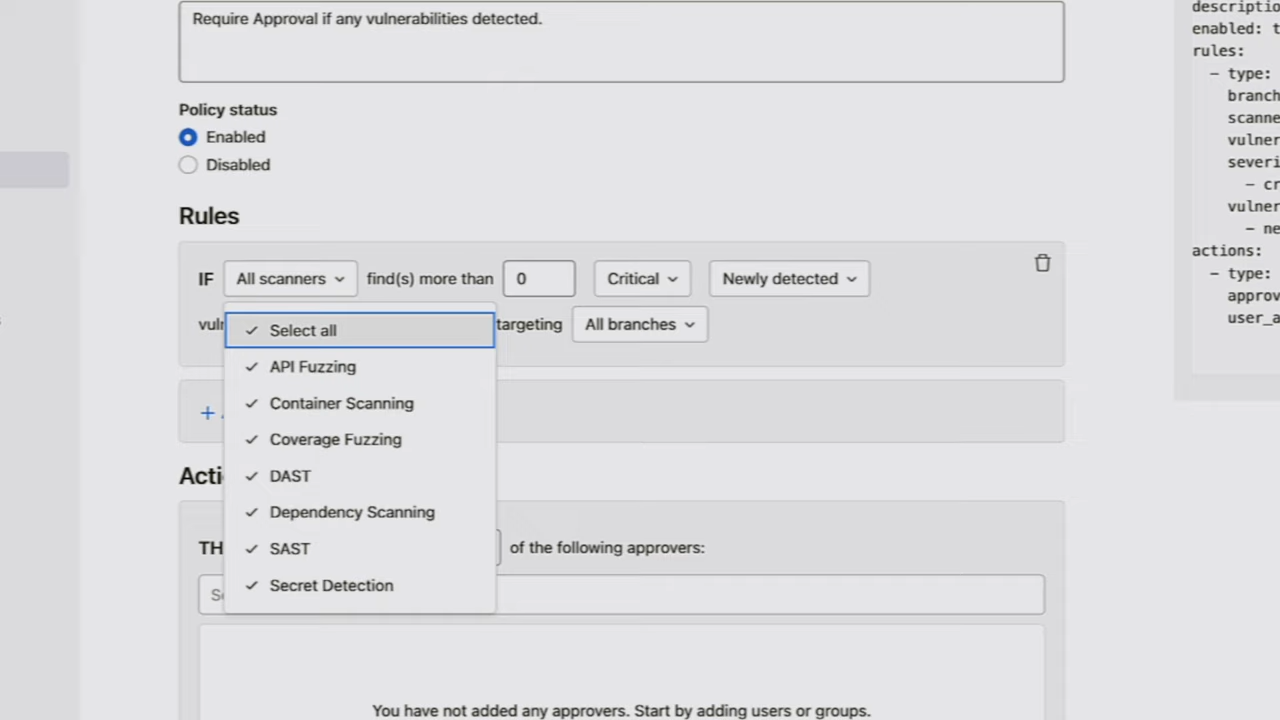 Require Approval if any vulnerabilities detected.
Policy status
Enabled
Disabled
Rules
IF All scanners find(s) more than 0 Critical Newly detected
targeting All branches
Select all
API Fuzzing
Container Scanning
Coverage Fuzzing
DAST
Dependency Scanning
SAST
Secret Detection
of the following approvers:
You have not added any approvers. Start by adding users or groups.
enabled:
rules:
- type:
actions:
- type: